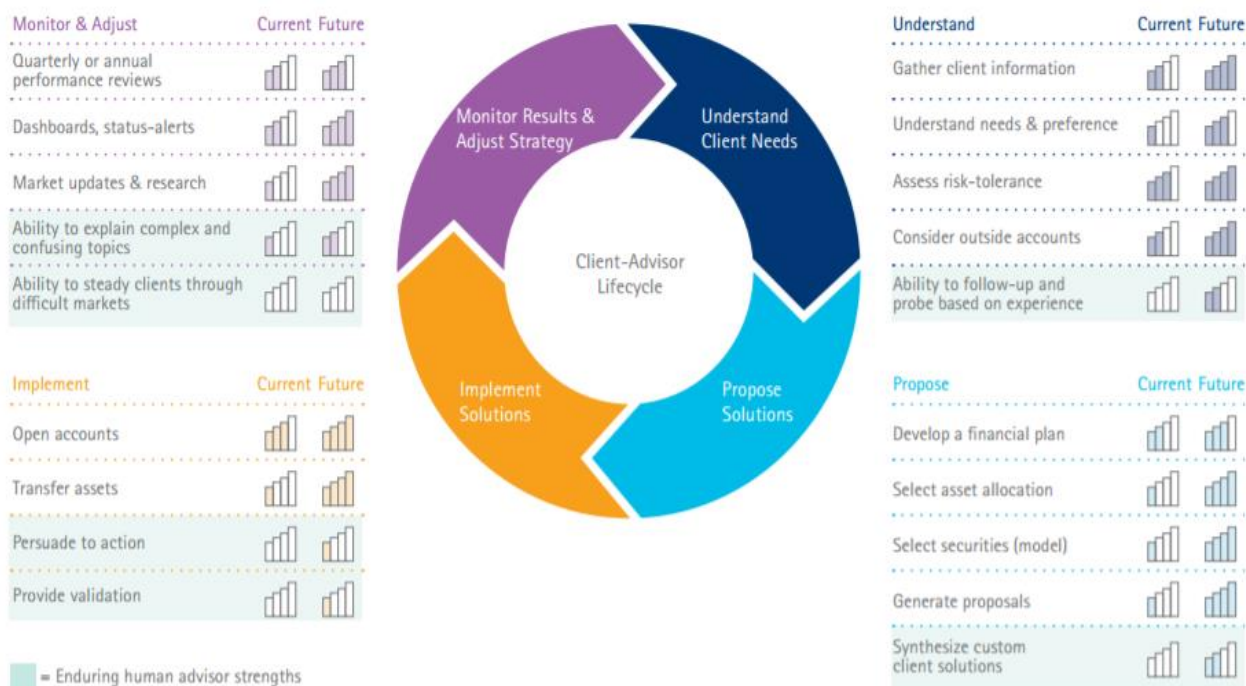 Monitor & Adjust Current Future
Quarterly or annual
performance reviews
Dashboards, status-alerts
Market updates & research
Ability to explain complex and
confusing topics
Ability to steady clients through
difficult markets
Implement Current Future
Open accounts
Transfer assets
Persuade to action
Provide validation
= Enduring human advisor strengths
Monitor Results &
Adjust Strategy
Understand
Client Needs
Client-Advisor
Lifecycle
Implement
Solutions
Propose
Solutions
Understand Current Future
Gather client information
Understand needs & preference
Assess risk-tolerance
Consider outside accounts
Ability to follow-up and
probe based on experience
Propose Current Future
Develop a financial plan
Select asset allocation
Select securities (model)
Generate proposals
Synthesize custom
client solutions